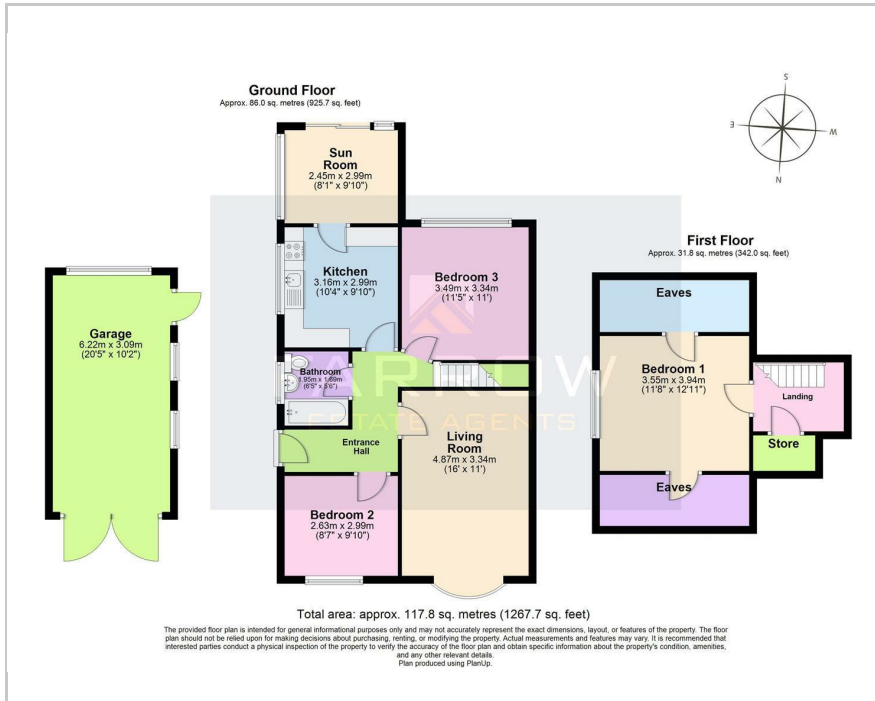 Ground Floor
Approx. 86.0 sq. metres (925.7 sq. feet)
Sun
Room
2.45m x 2.99m
(8'1" x 9'10")
Kitchen
3.16m x 2.99m
(10'4" x 9'10")
Bedroom 3
3.49m x 3.34m
(11'5" x 11')
Garage
6.22m x 3.09m
(20'5" x 10'2")
Bathroom
1.95m x 1.69m
(6'5" x 5'6")
Entrance
Hall
Living
Room
4.87m x 3.34m
(16' x 11')
Bedroom 2
2.63m x 2.99m
(8'7" x 9'10")
S
E
W
N
First Floor
Approx. 31.8 sq. metres (342.0 sq. feet)
Eaves
Bedroom 1
3.55m x 3.94m
(11'8" x 12'11")
Landing
Store
Eaves
ARROW
ESTATE AGENTS
Total area: approx. 117.8 sq. metres (1267.7 sq. feet)
The provided floor plan is intended for general informational purposes only and may not accurately represent the exact dimensions, layout, or features of the property. The floor
plan should not be relied upon for making decisions about purchasing, renting, or modifying the property. Actual measurements and features may vary. It is recommended that
interested parties conduct a physical inspection of the property to verify the accuracy of the floor plan and obtain specific information about the property's condition, amenities,
and any other relevant details.
Plan produced using PlanUp.